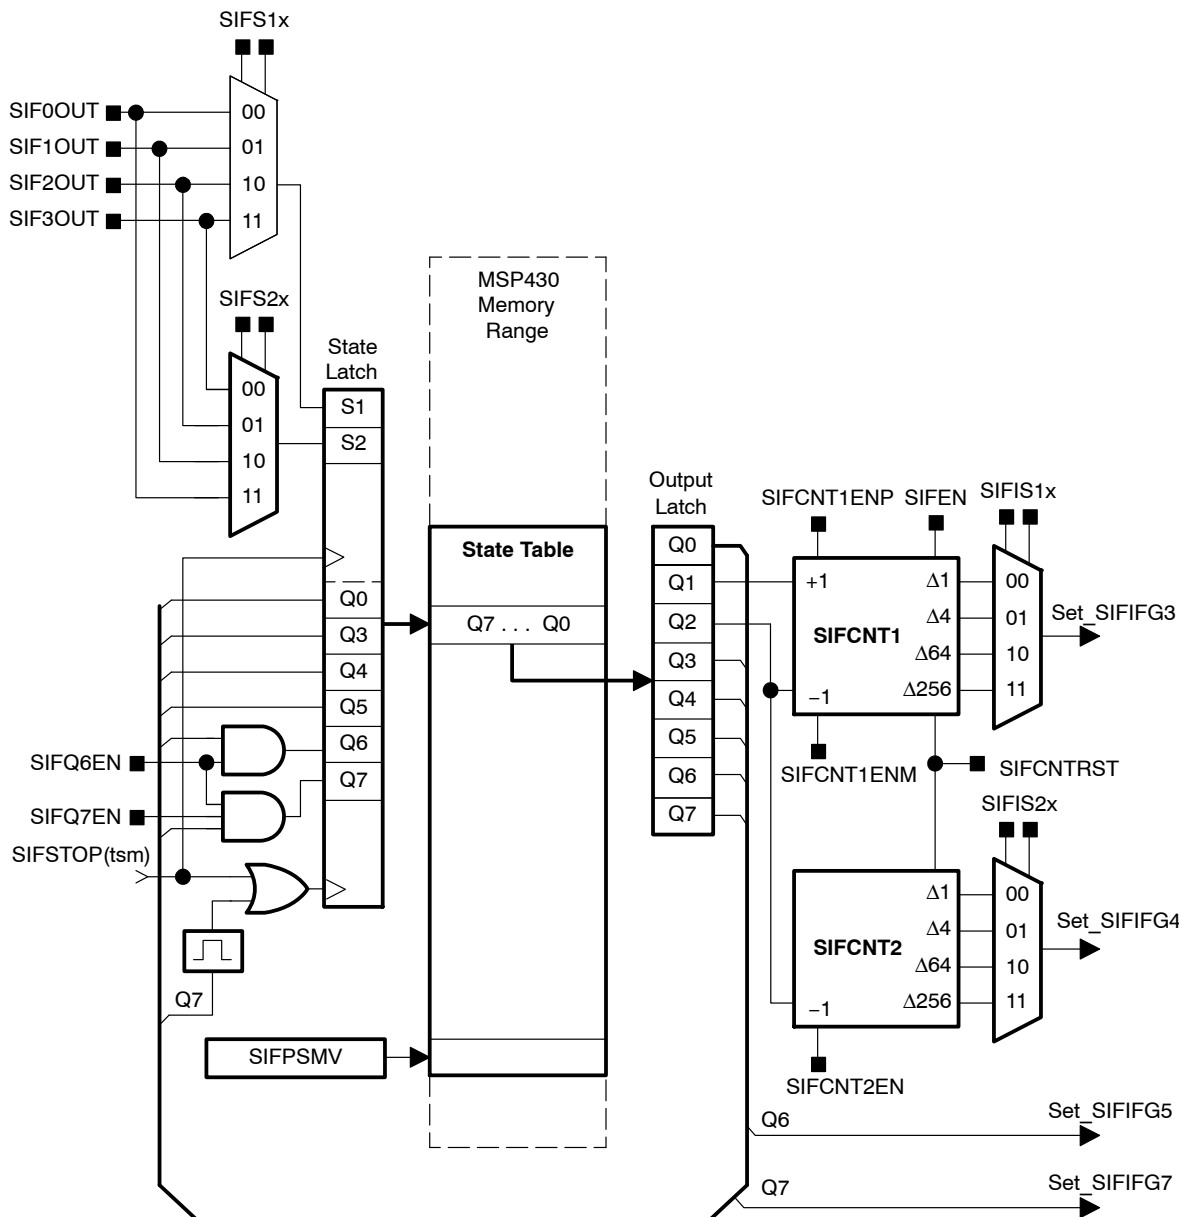 SIFS1x
SIF0OUT
SIF1OUT
SIF2OUT
SIF3OUT
00
01
10
11
SIFS2x
00
01
10
11
State
Latch
S1
S2
Q0
Q3
Q4
Q5
Q6
Q7
SIFQ6EN
SIFQ7EN
SIFSTOP(tsm)
Q7
SIFPSMV
MSP430
Memory
Range
State Table
Q7 . . . Q0
Output
Latch
Q0
Q1
Q2
Q3
Q4
Q5
Q6
Q7
SIFCNT1ENP
SIFEN
SIFIS1x
+1
Δ1
Δ4
SIFCNT1
Δ64
−1
Δ256
00
01
10
11
Set_SIFIFG3
SIFCNT1ENM
SIFCNTRST
SIFIS2x
Δ1
Δ4
SIFCNT2
Δ64
−1
Δ256
00
01
10
11
Set_SIFIFG4
SIFCNT2EN
Q6
Set_SIFIFG5
Q7
Set_SIFIFG7